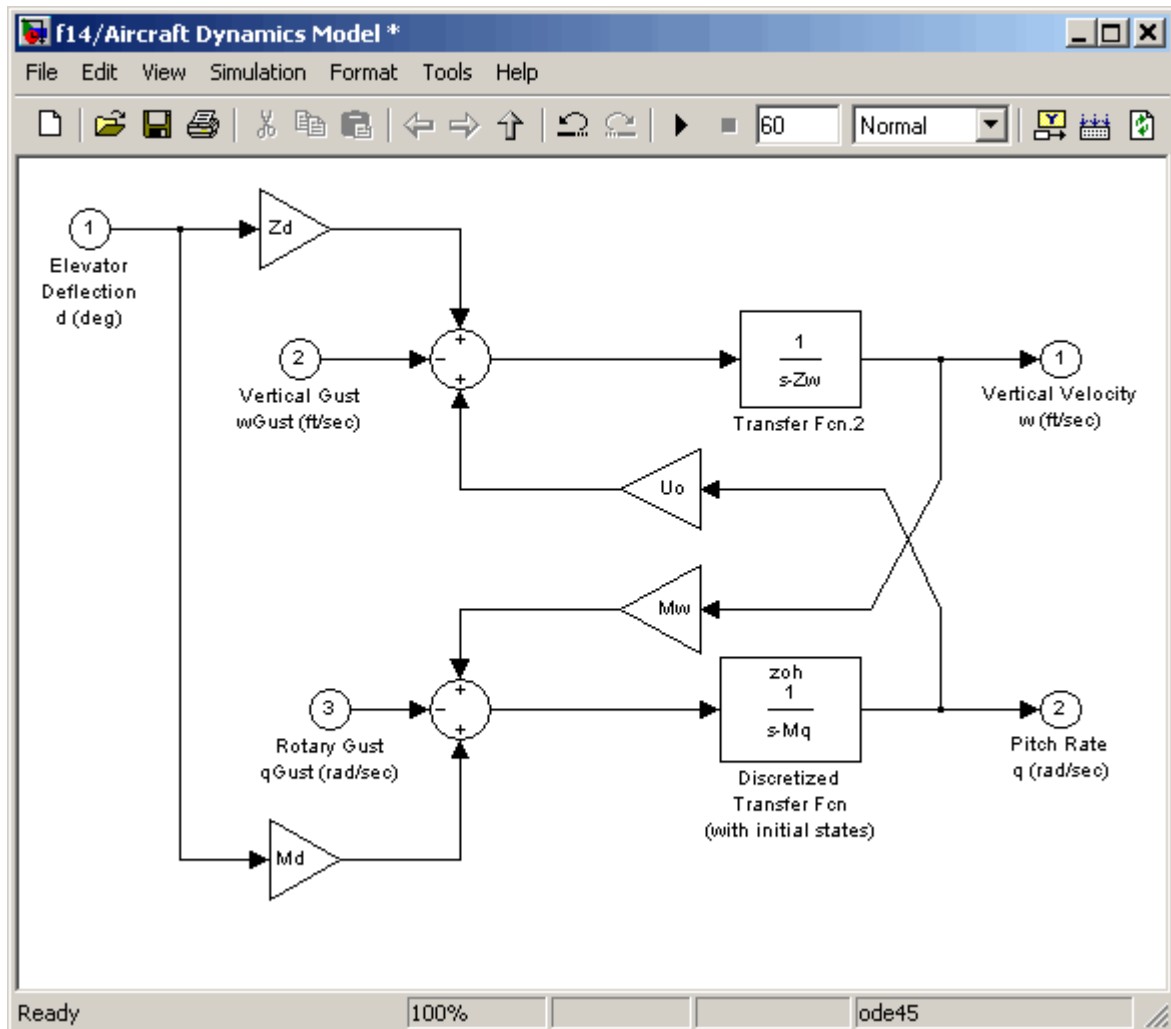 f14/Aircraft Dynamics Model *
File Edit View Simulation Format Tools Help
60 Normal
1
Elevator
Deflection
d (deg)
Zd
+
-
+
2
Vertical Gust
wGust (ft/sec)
1
s-Zw
Transfer Fcn.2
1
Vertical Velocity
w (ft/sec)
Uo
Mw
+
-
+
3
Rotary Gust
qGust (rad/sec)
zoh
1
s-Mq
Discretized
Transfer Fcn
(with initial states)
2
Pitch Rate
q (rad/sec)
Md
Ready 100% ode45